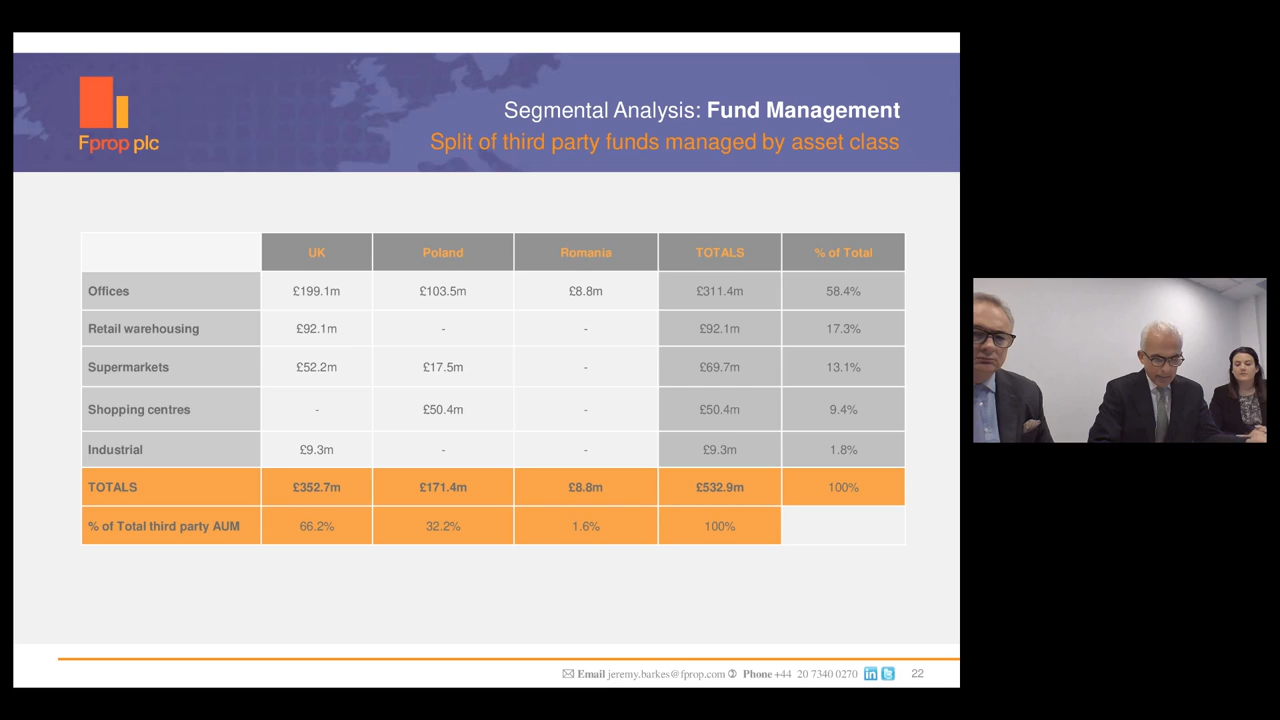 Segmental Analysis: Fund Management
Fprop plc
Split of third party funds managed by asset class
UK Poland Romania TOTALS % of Total
Offices £199.1m £103.5m £8.8m £311.4m 58.4%
Retail warehousing £92.1m - - £92.1m 17.3%
Supermarkets £52.2m £17.5m - £69.7m 13.1%
Shopping centres - £50.4m - £50.4m 9.4%
Industrial £9.3m - - £9.3m 1.8%
TOTALS £352.7m £171.4m £8.8m £532.9m 100%
% of Total third party AUM 66.2% 32.2% 1.6% 100%
Email jeremy.barkes@fprop.com Phone +44 20 7340 0270 in 22